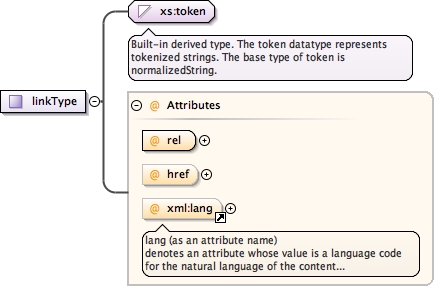 xs:token
Built-in derived type. The token datatype represents
tokenized strings. The base type of token is
normalizedString.
linkType
@ Attributes
@ rel
@ href
@ xml:lang
lang (as an attribute name)
denotes an attribute whose value is a language code
for the natural language of the content...